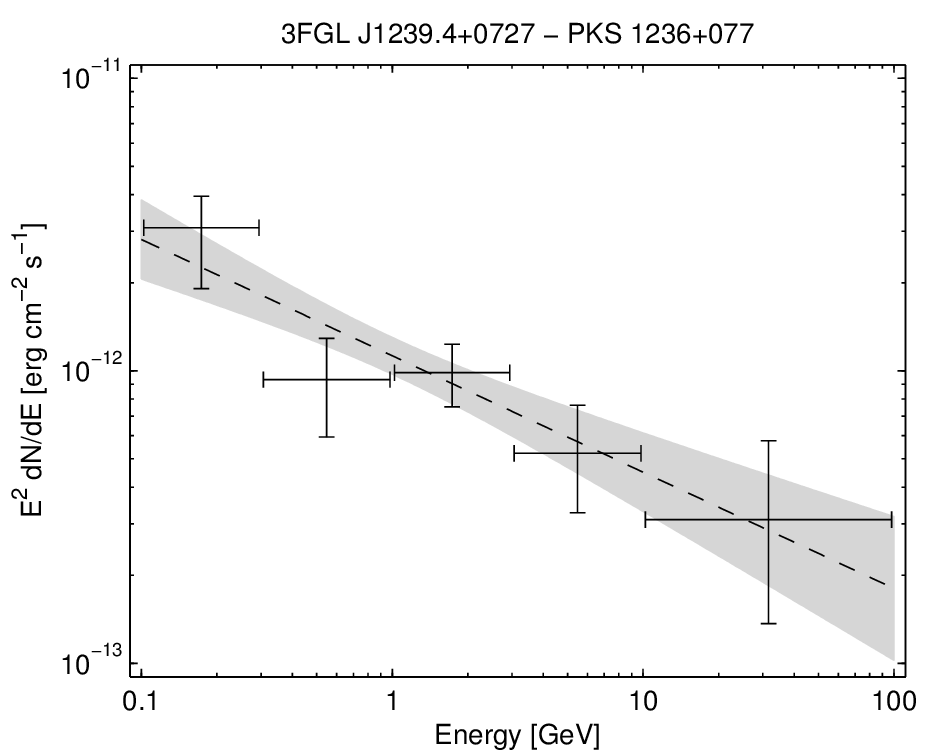 3FGL J1239.4+0727 − PKS 1236+077
E² dN/dE [erg cm⁻² s⁻¹]
10⁻¹¹
10⁻¹²
10⁻¹³
0.1 1 10 100
Energy [GeV]